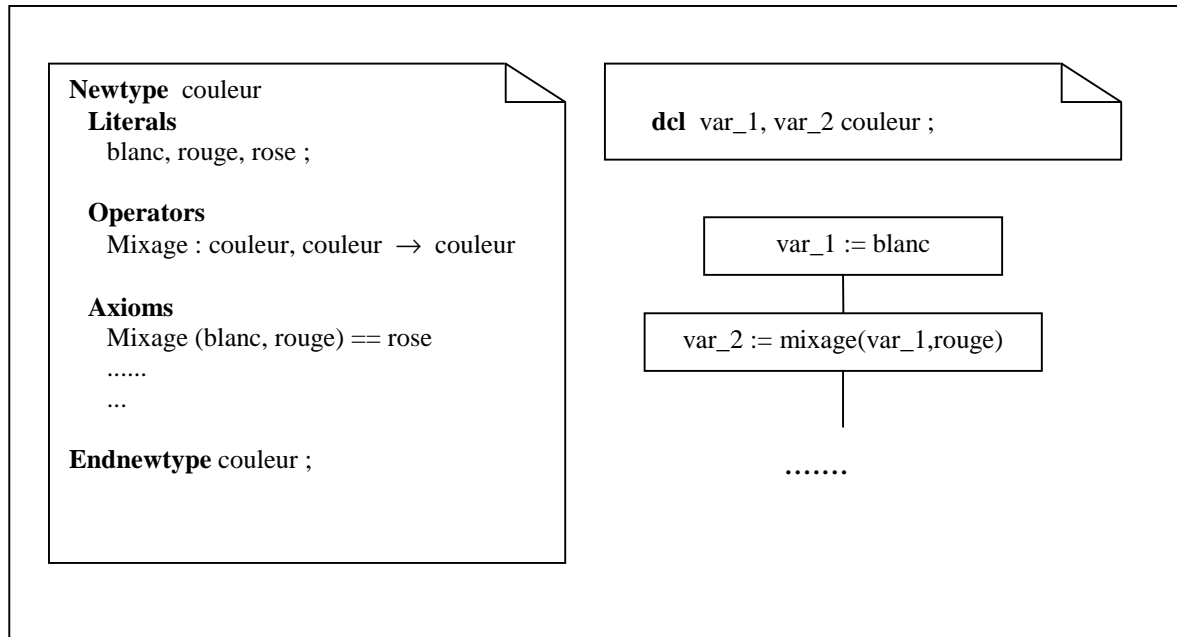 Newtype couleur
Literals
blanc, rouge, rose ;
Operators
Mixage : couleur, couleur → couleur
Axioms
Mixage (blanc, rouge) == rose
......
...
Endnewtype couleur ;
dcl var_1, var_2 couleur ;
var_1 := blanc
var_2 := mixage(var_1,rouge)
.......